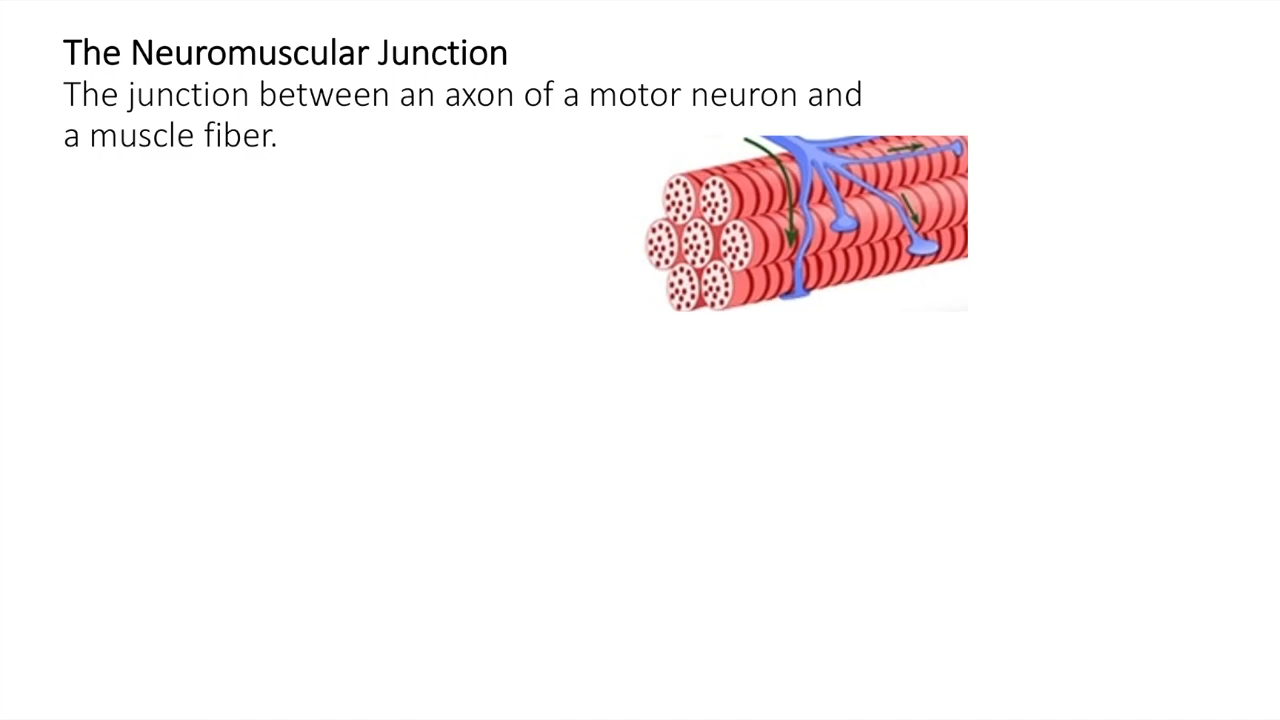 The Neuromuscular Junction
The junction between an axon of a motor neuron and
a muscle fiber.